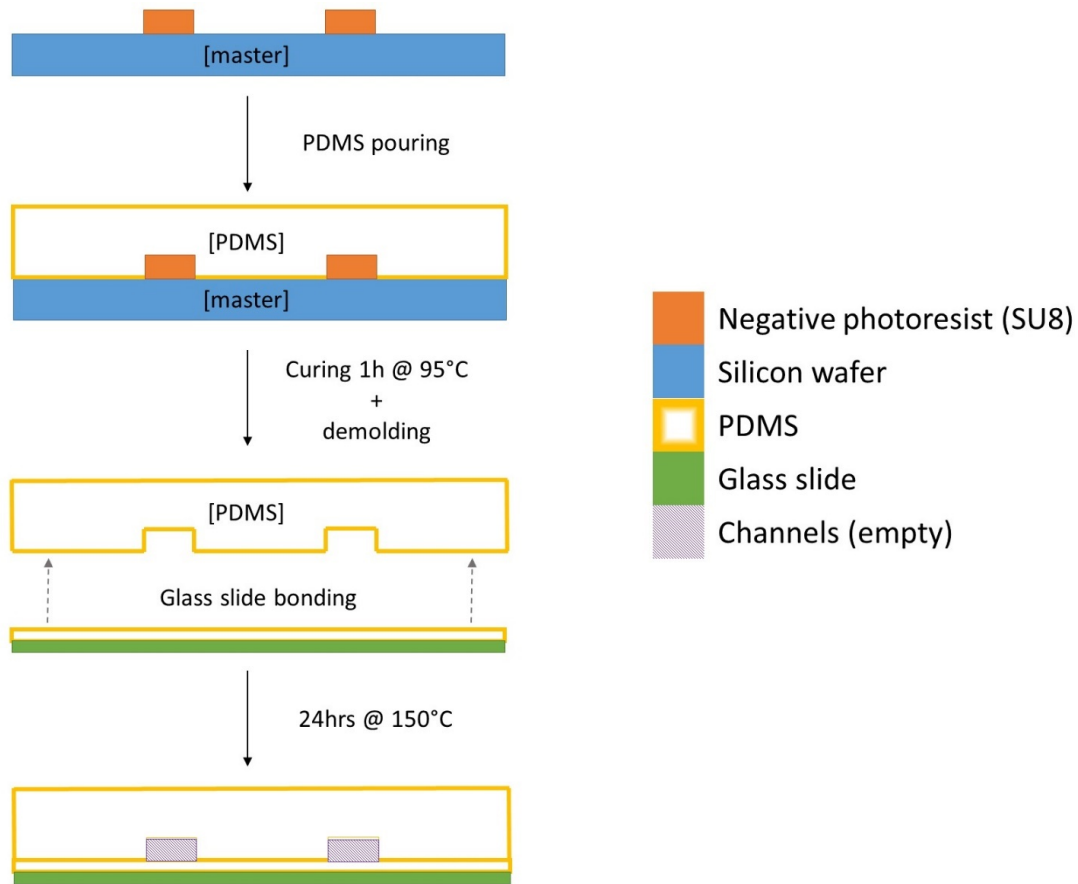 [master]
PDMS pouring
[PDMS]
[master]
Curing 1h @ 95°C
+
demolding
[PDMS]
Glass slide bonding
24hrs @ 150°C
Negative photoresist (SU8)
Silicon wafer
PDMS
Glass slide
Channels (empty)